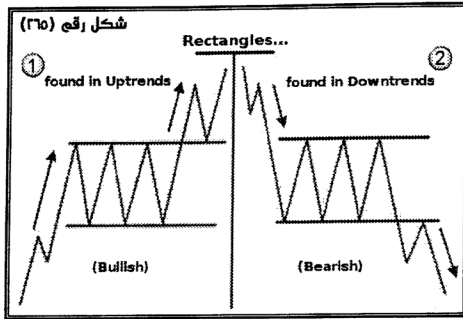 شكل رقم (٢٦٥)
Rectangles...
① ②
found in Uptrends found in Downtrends
(Bullish) (Bearish)